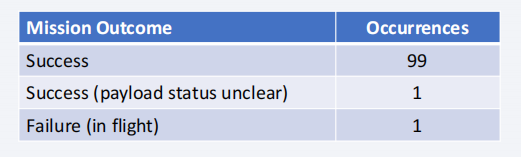 Mission Outcome Occurrences
Success 99
Success (payload status unclear) 1
Failure (in flight) 1